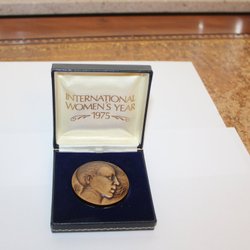 INTERNATIONAL
WOMEN'S YEAR
1975